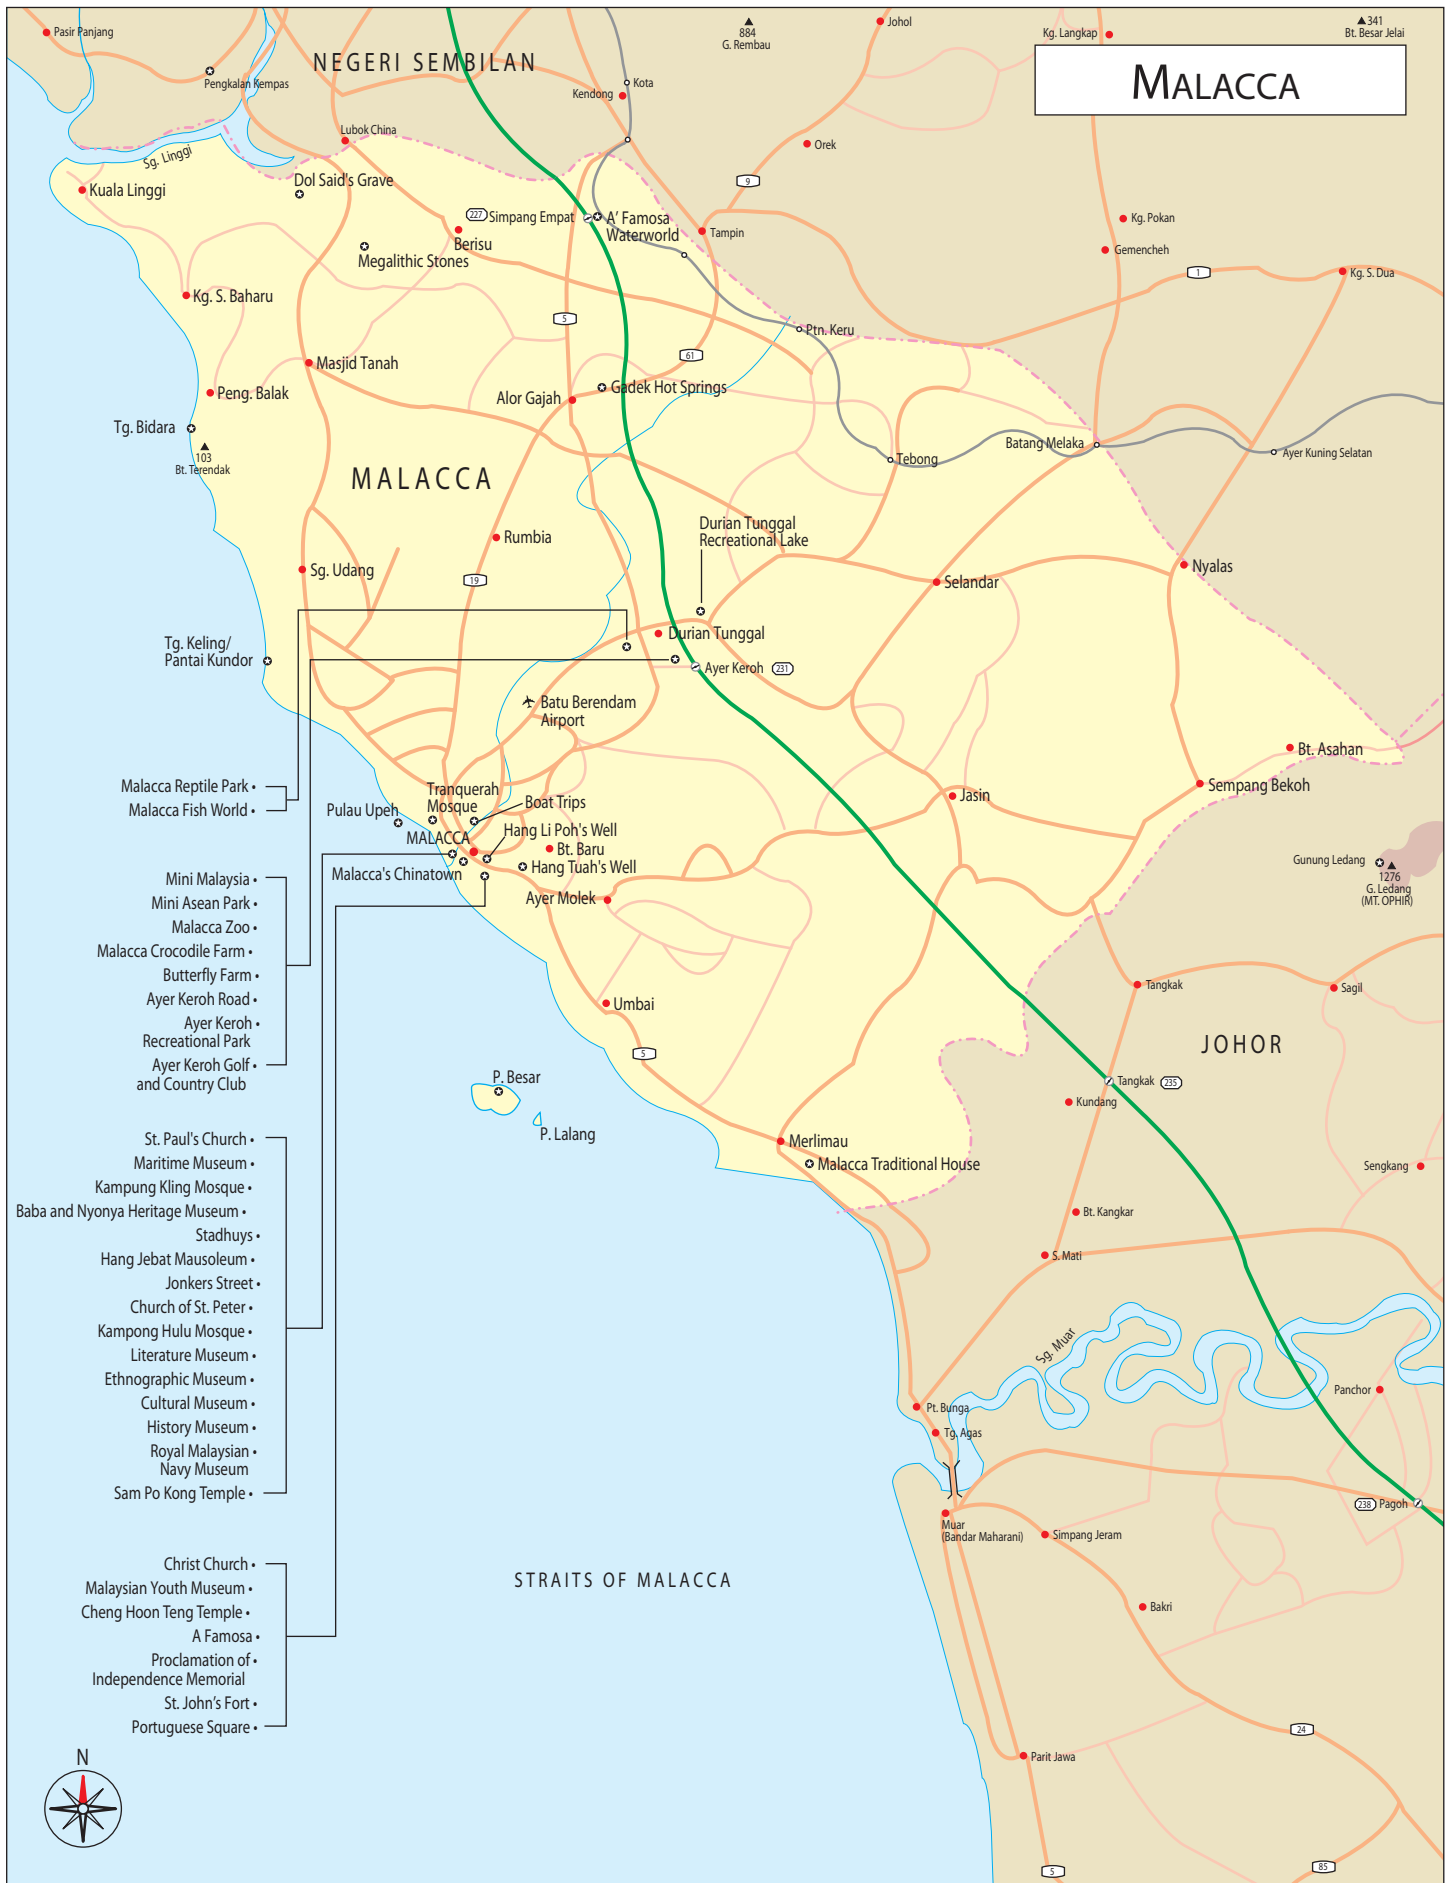 MALACCA
Pasir Panjang
Pengkalan Kempas
NEGERI SEMBILAN
884
G. Rembau
Johol
Kg. Langkap
341
Bt. Besar Jelai
Kota
Kendong
Lubok China
Orek
Sg. Linggi
Kuala Linggi
Dol Said's Grave
9
227
Simpang Empat
A' Famosa
Waterworld
Tampin
Kg. Pokan
Gemencheh
Berisu
Megalithic Stones
1
Kg. S. Dua
Kg. S. Baharu
5
Ptn. Keru
61
Masjid Tanah
Gadek Hot Springs
Peng. Balak
Alor Gajah
Tg. Bidara
103
Bt. Terendak
Batang Melaka
Ayer Kuning Selatan
Tebong
MALACCA
Durian Tunggal
Recreational Lake
Rumbia
Sg. Udang
19
Selandar
Nyalas
Tg. Keling/
Pantai Kundor
Durian Tunggal
Ayer Keroh
231
Batu Berendam
Airport
Bt. Asahan
Sempang Bekoh
Jasin
Malacca Reptile Park •
Malacca Fish World •
Tranquerah
Mosque
Boat Trips
Pulau Upeh
MALACCA
Hang Li Poh's Well
Bt. Baru
Hang Tuah's Well
Malacca's Chinatown
Ayer Molek
Gunung Ledang
1276
G. Ledang
(MT. OPHIR)
Mini Malaysia •
Mini Asean Park •
Malacca Zoo •
Malacca Crocodile Farm •
Butterfly Farm •
Ayer Keroh Road •
Ayer Keroh •
Recreational Park
Ayer Keroh Golf •
and Country Club
Tangkak
Sagil
Umbai
5
JOHOR
P. Besar
P. Lalang
Tangkak
235
Kundang
Merlimau
Malacca Traditional House
Sengkang
St. Paul's Church •
Maritime Museum •
Kampung Kling Mosque •
Baba and Nyonya Heritage Museum •
Stadhuys •
Hang Jebat Mausoleum •
Jonkers Street •
Church of St. Peter •
Kampong Hulu Mosque •
Literature Museum •
Ethnographic Museum •
Cultural Museum •
History Museum •
Royal Malaysian •
Navy Museum
Sam Po Kong Temple •
Bt. Kangkar
S. Mati
Sg. Muar
Panchor
Pt. Bunga
Tg. Agas
238
Pagoh
Muar
(Bandar Maharani)
Simpang Jeram
Bakri
STRAITS OF MALACCA
Christ Church •
Malaysian Youth Museum •
Cheng Hoon Teng Temple •
A Famosa •
Proclamation of •
Independence Memorial
St. John's Fort •
Portuguese Square •
24
Parit Jawa
N
5
85